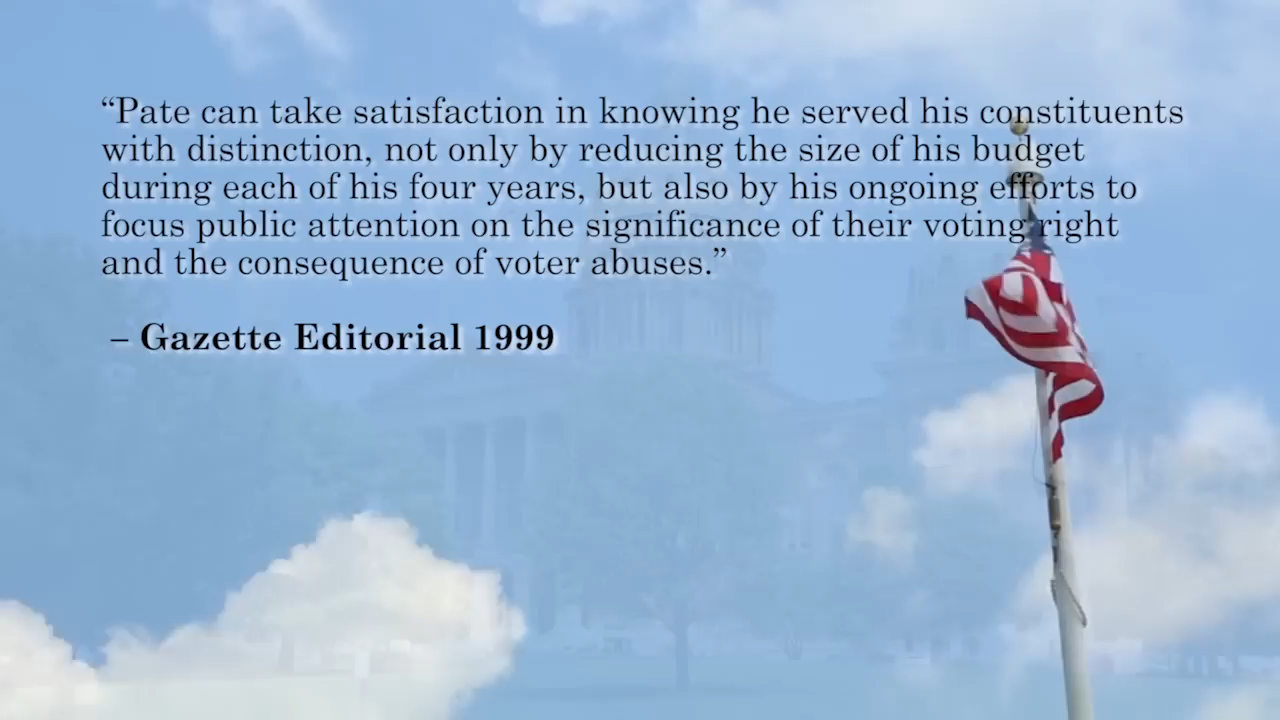 “Pate can take satisfaction in knowing he served his constituents
with distinction, not only by reducing the size of his budget
during each of his four years, but also by his ongoing efforts to
focus public attention on the significance of their voting right
and the consequence of voter abuses.”
– Gazette Editorial 1999